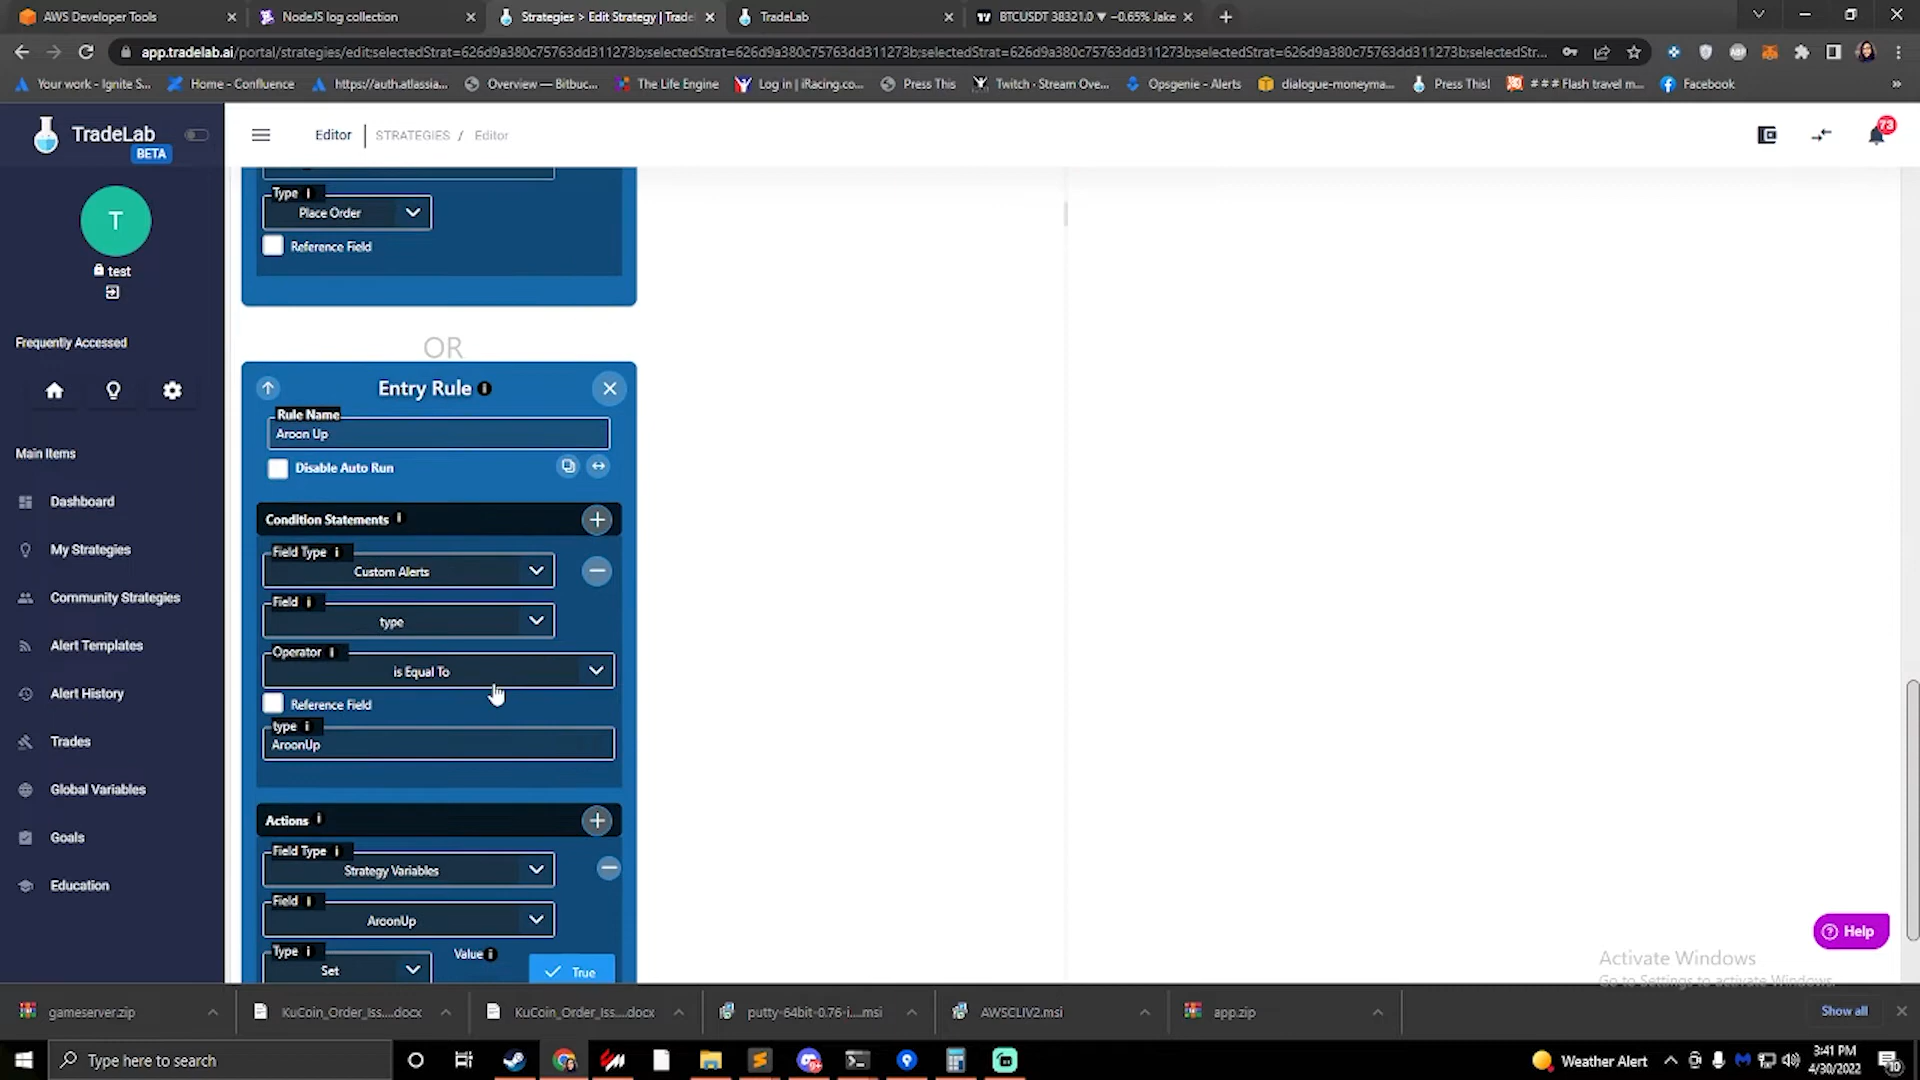 AWS Developer Tools
NodeJS log collection
Strategies > Edit Strategy | Trade
TradeLab
BTCUSDT 38321.0 ▼ −0.65% Jake
app.tradelab.ai/portal/strategies/edit;selectedStrat=626d9a380c75763dd311273b;selectedStrat=626d9a380c75763dd311273b;selectedStrat=626d9a380c75763dd311273b;selectedStr...
Your work - Ignite S...
Home - Confluence
https://auth.atlassia...
Overview — Bitbuc...
The Life Engine
Log in | iRacing.co...
Press This
Twitch - Stream Ove...
Opsgenie - Alerts
dialogue-moneyma...
Press This!
# # # Flash travel m...
Facebook
»
TradeLab
BETA
Editor
STRATEGIES / Editor
73
T
test
Frequently Accessed
Main Items
Dashboard
My Strategies
Community Strategies
Alert Templates
Alert History
Trades
Global Variables
Goals
Education
Type
Place Order
Reference Field
OR
Entry Rule
Rule Name
Aroon Up
Disable Auto Run
Condition Statements
Field Type
Custom Alerts
Field
type
Operator
is Equal To
Reference Field
type
AroonUp
Actions
Field Type
Strategy Variables
Field
AroonUp
Type
Set
Value
True
Help
Activate Windows
Go to Settings to activate Windows.
gameserver.zip
KuCoin_Order_Iss....docx
KuCoin_Order_Iss....docx
putty-64bit-0.76-i....msi
AWSCLIV2.msi
app.zip
Show all
Type here to search
Weather Alert
3:41 PM
4/30/2022
10